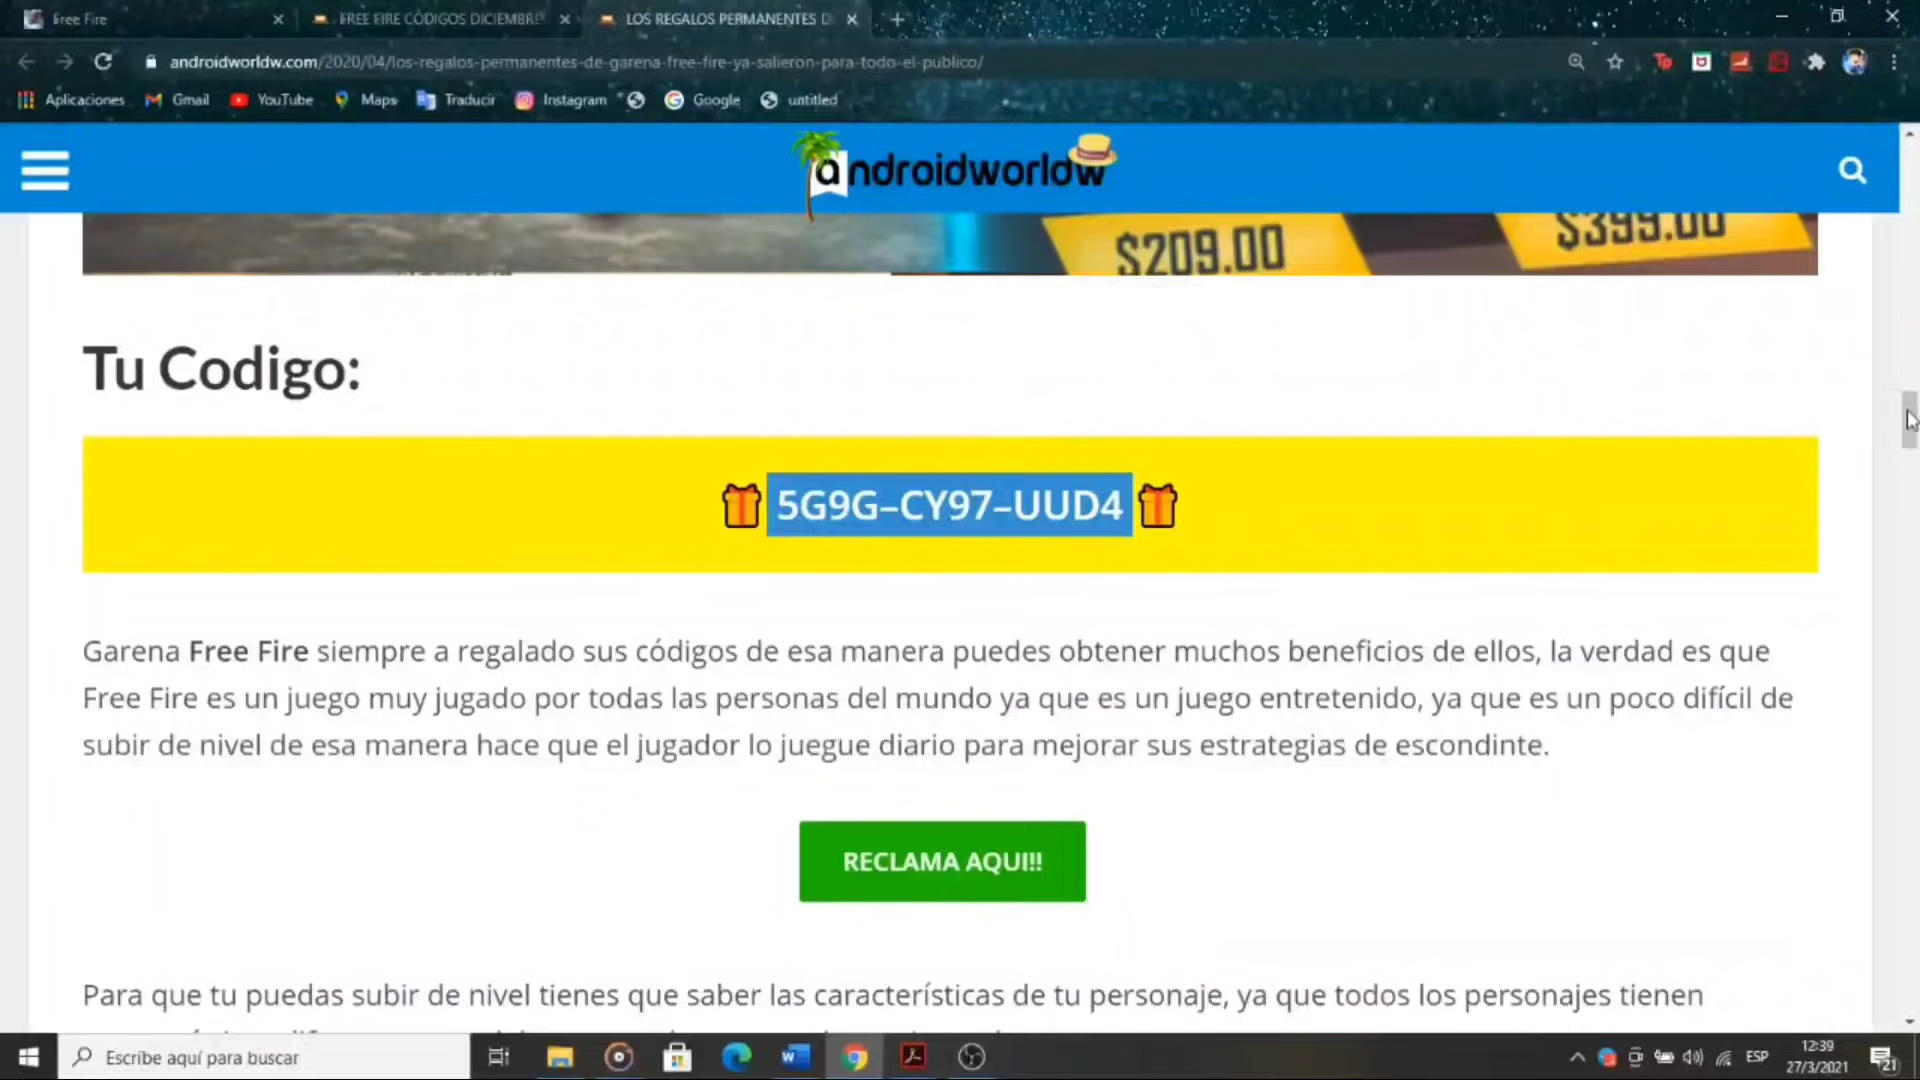 Free Fire
FREE FIRE CÓDIGOS DICIEMBRE
LOS REGALOS PERMANENTES D
androidworldw.com/2020/04/los-regalos-permanentes-de-garena-free-fire-ya-salieron-para-todo-el-publico/
Aplicaciones Gmail YouTube Maps Traducir Instagram Google untitled
androidworldw
$209.00 $399.00
Tu Codigo:
5G9G–CY97–UUD4
Garena Free Fire siempre a regalado sus códigos de esa manera puedes obtener muchos beneficios de ellos, la verdad es que
Free Fire es un juego muy jugado por todas las personas del mundo ya que es un juego entretenido, ya que es un poco difícil de
subir de nivel de esa manera hace que el jugador lo juegue diario para mejorar sus estrategias de escondinte.
RECLAMA AQUI!!
Para que tu puedas subir de nivel tienes que saber las características de tu personaje, ya que todos los personajes tienen
Escribe aquí para buscar
ESP
12:39
27/3/2021
21